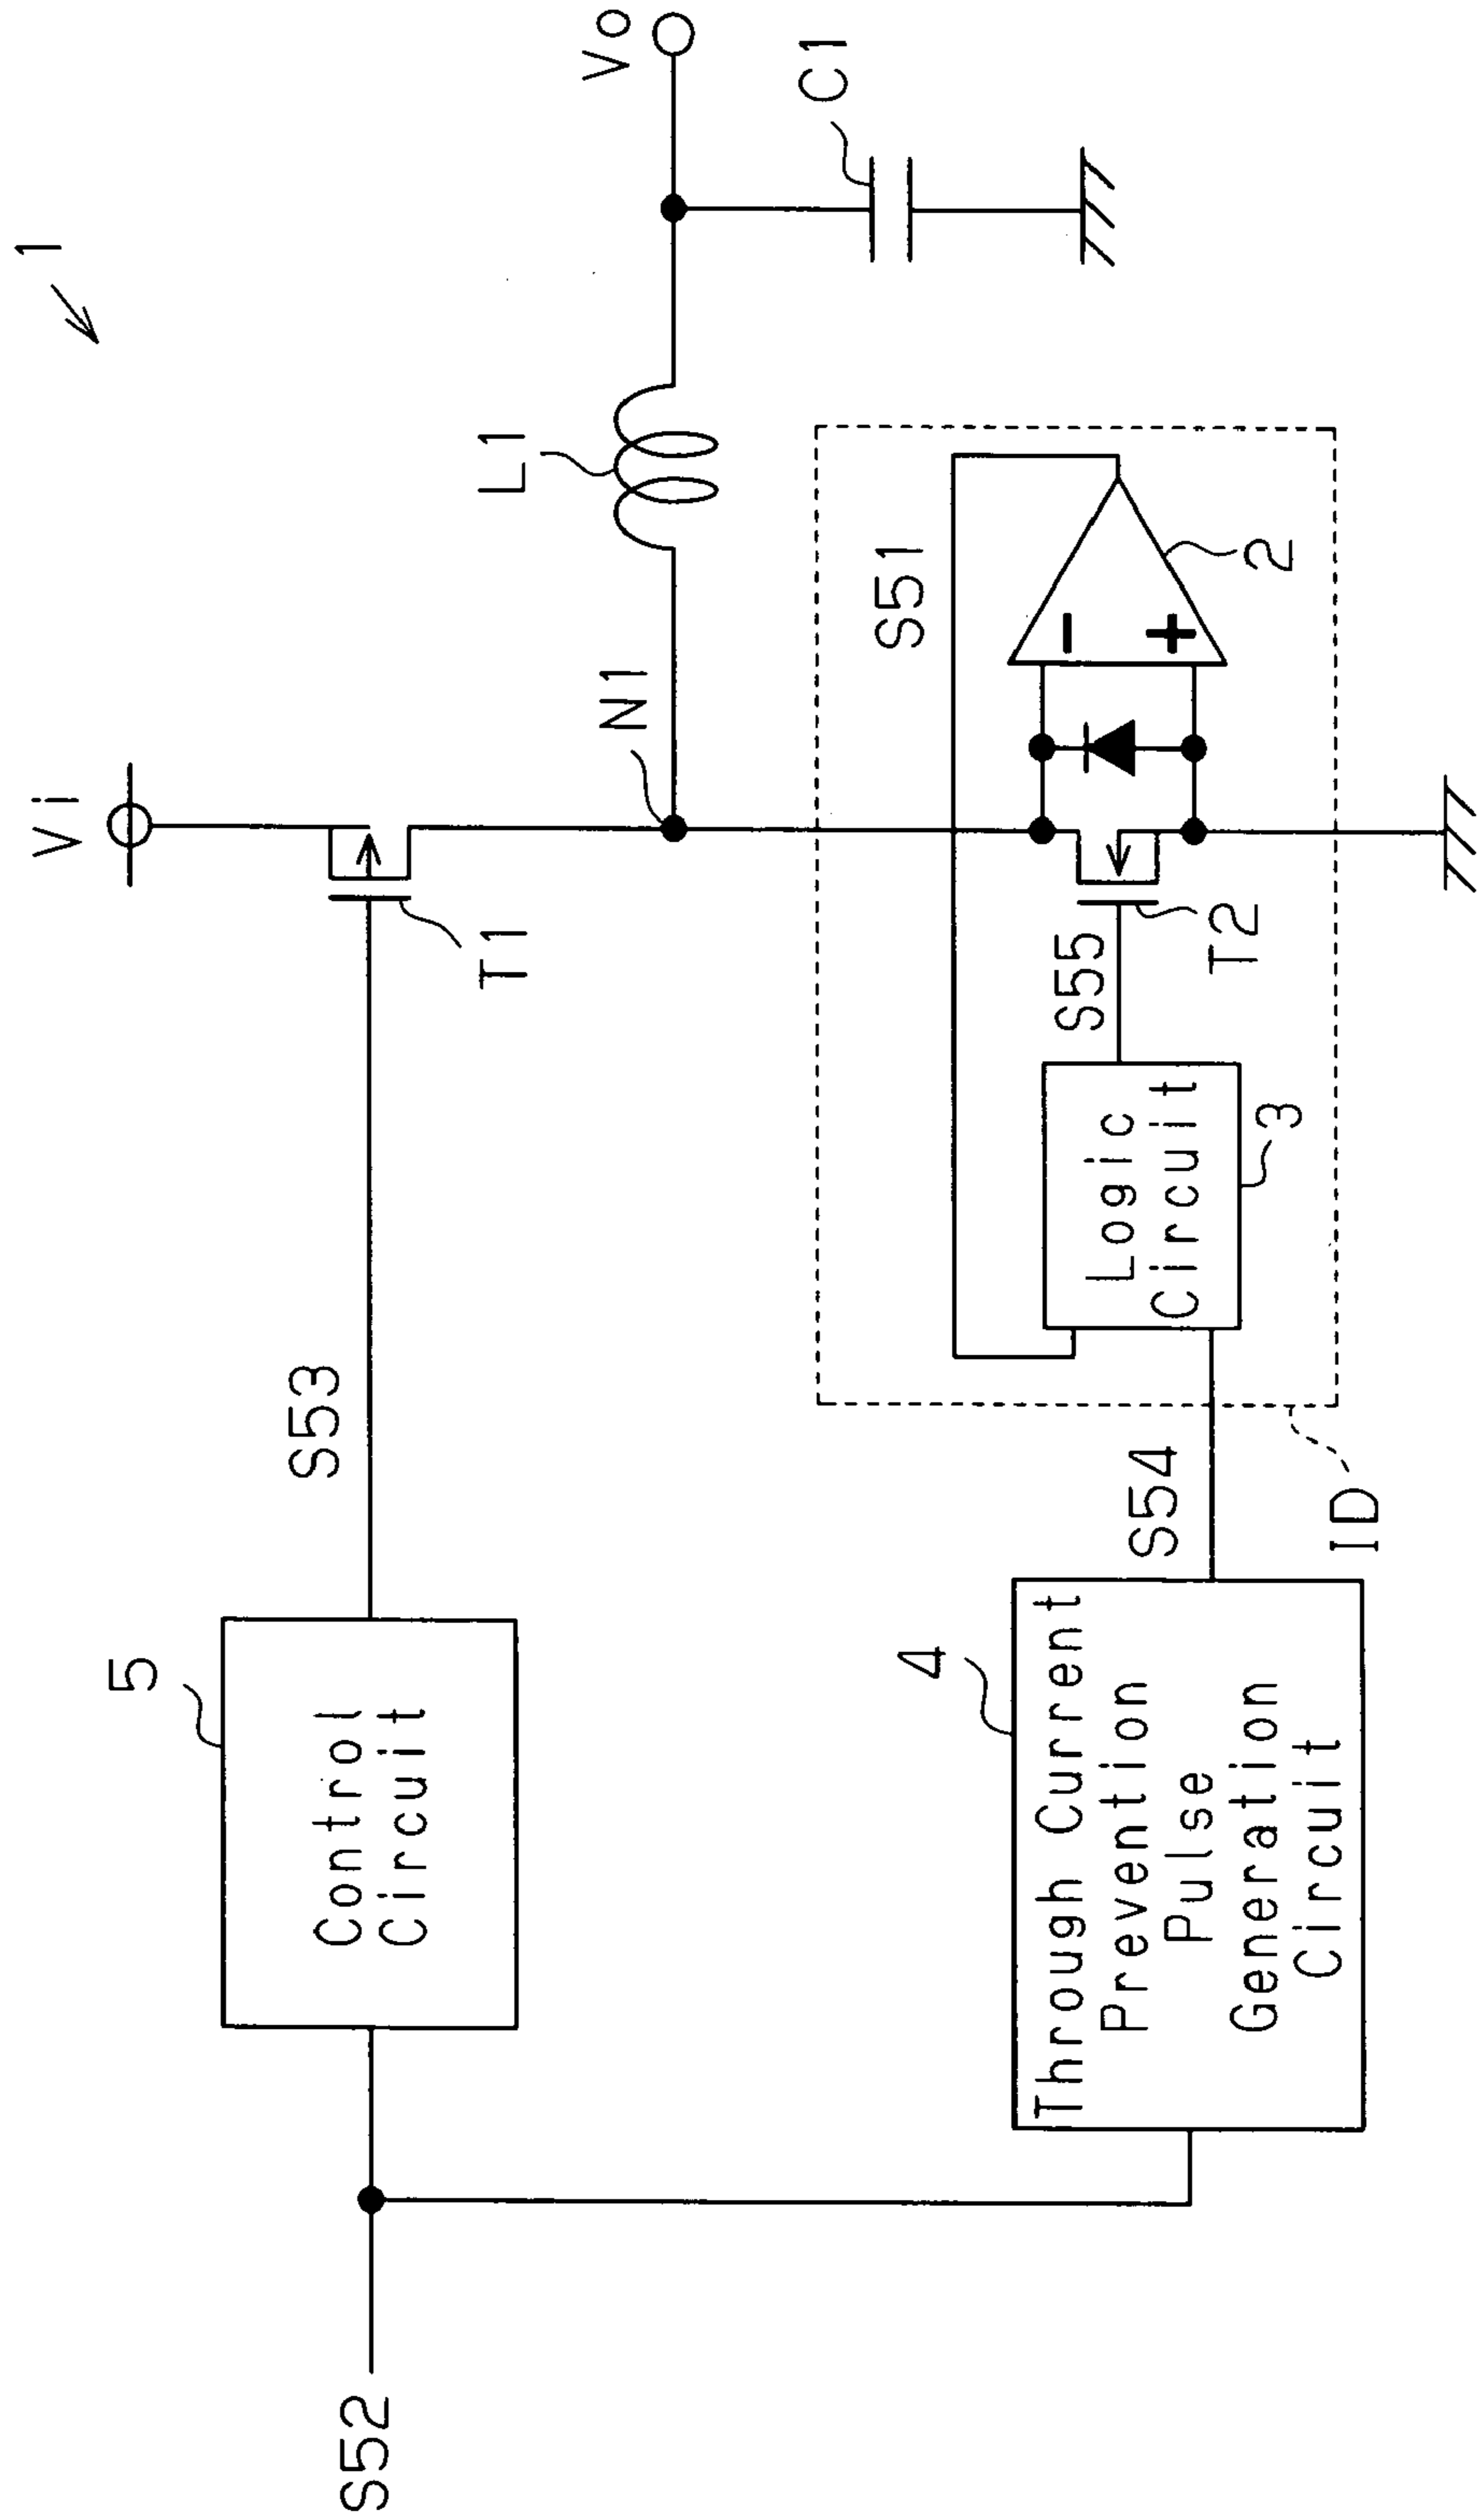 1
Vi
Vo
L1
C1
N1
T1
S53
5
Control
Circuit
S52
S51
2
S55
T2
Logic
Circuit
3
S54
ID
4
Through Current
Prevention
Pulse
Generation
Circuit